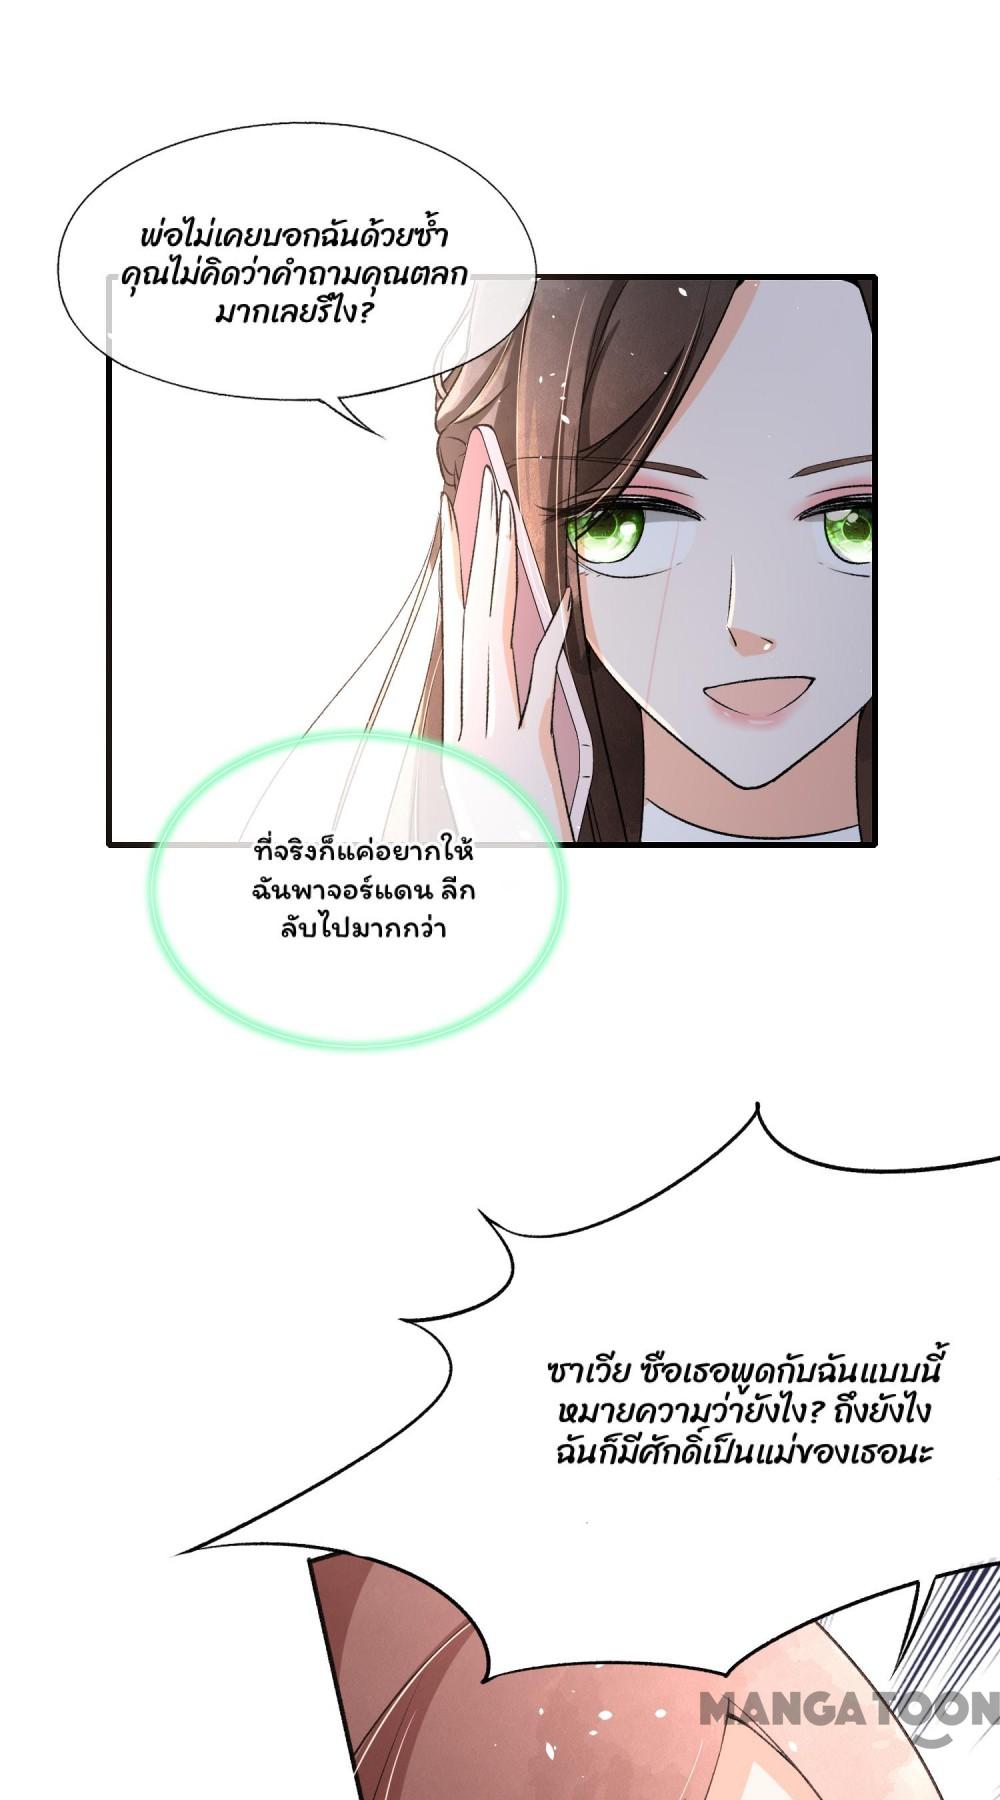 พ่อไม่เคยบอกฉันด้วยซ้ำ
คุณไม่คิดว่าคำถามคุณตลก
มากเลยรึไง?
ที่จริงก็แค่อยากให้
ฉันพาจอร์แดน ลีก
ลับไปมากกว่า
ซาเวีย ซือเธอพูดกับฉันแบบนี้
หมายความว่ายังไง? ถึงยังไง
ฉันก็มีศักดิ์เป็นแม่ของเธอนะ
MANGATOON